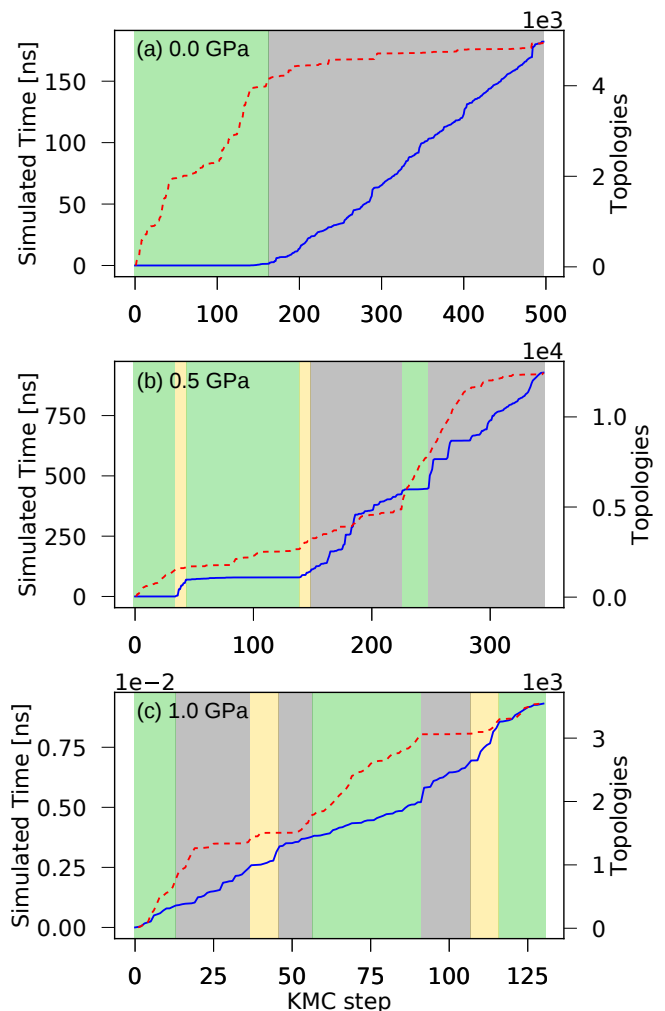 1e3
(a) 0.0 GPa
Simulated Time [ns]
150
100
50
0
4
2
0
Topologies
0 100 200 300 400 500
1e4
(b) 0.5 GPa
Simulated Time [ns]
750
500
250
0
1.0
0.5
0.0
Topologies
0 100 200 300
1e-2 1e3
(c) 1.0 GPa
Simulated Time [ns]
0.75
0.50
0.25
0.00
3
2
1
0
Topologies
0 25 50 75 100 125
KMC step